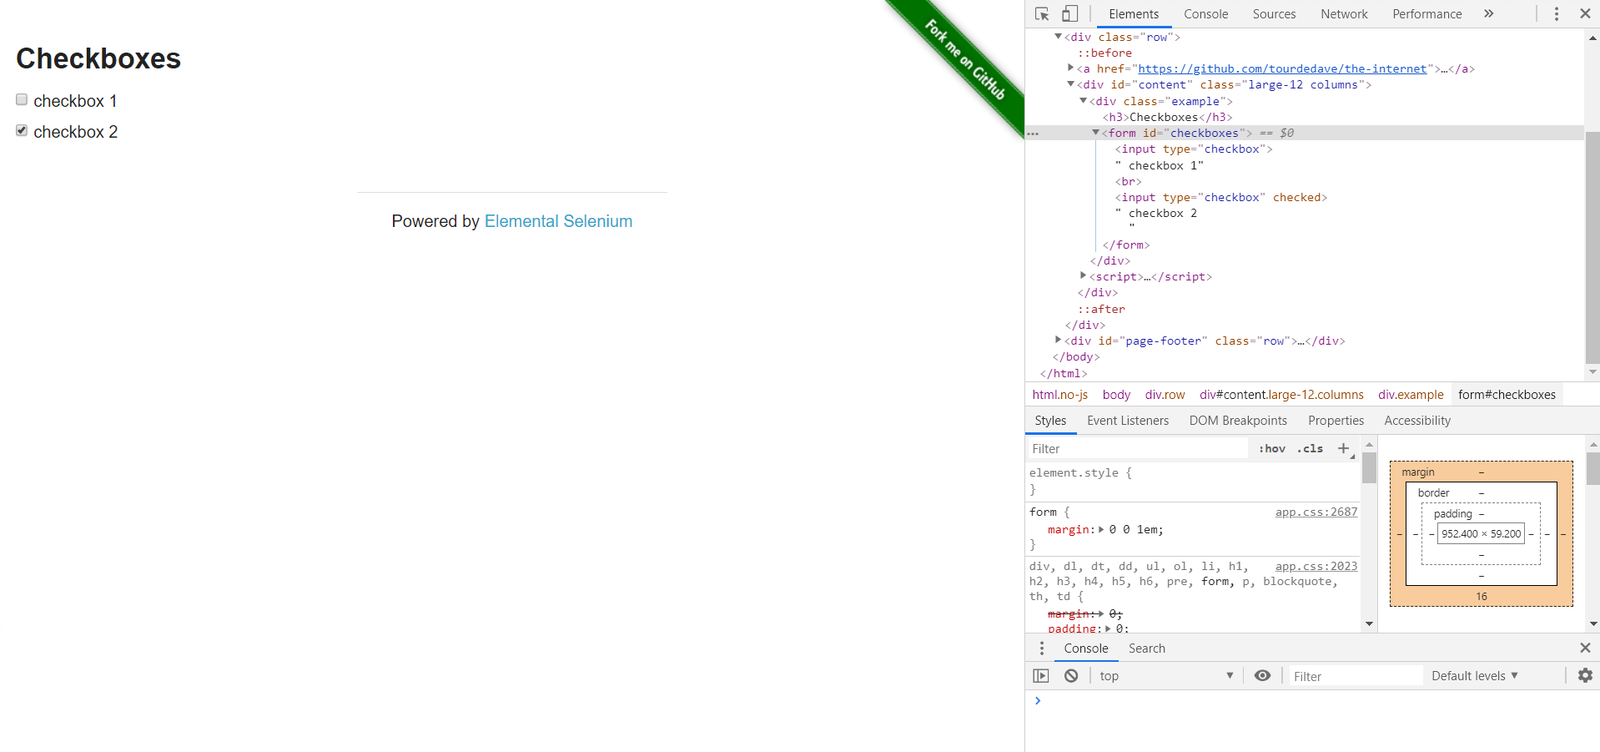 Checkboxes
checkbox 1
checkbox 2
Powered by Elemental Selenium
Fork me on GitHub
Elements Console Sources Network Performance »
<div class="row">
::before
<a href="https://github.com/tourdedave/the-internet">…</a>
<div id="content" class="large-12 columns">
<div class="example">
<h3>Checkboxes</h3>
<form id="checkboxes"> == $0
<input type="checkbox">
" checkbox 1"
<br>
<input type="checkbox" checked>
" checkbox 2
"
</form>
</div>
<script>…</script>
</div>
::after
</div>
<div id="page-footer" class="row">…</div>
</body>
</html>
html.no-js body div.row div#content.large-12.columns div.example form#checkboxes
Styles Event Listeners DOM Breakpoints Properties Accessibility
Filter :hov .cls +
element.style {
}
form { app.css:2687
margin: 0 0 1em;
}
div, dl, dt, dd, ul, ol, li, h1, app.css:2023
h2, h3, h4, h5, h6, pre, form, p, blockquote,
th, td {
margin: 0;
padding: 0;
margin –
border –
padding –
– – – 952.400 × 59.200 – – –
–
–
16
Console Search
top Filter Default levels